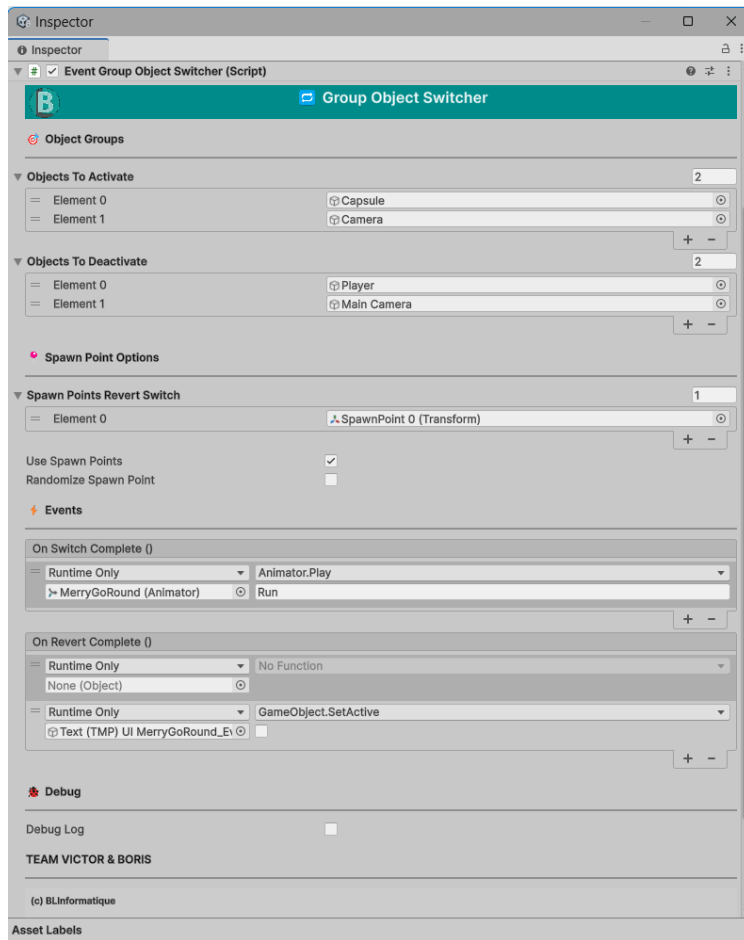 Inspector
Inspector
# Event Group Object Switcher (Script)
B Group Object Switcher
Object Groups
Objects To Activate 2
Element 0 Capsule
Element 1 Camera
+ −
Objects To Deactivate 2
Element 0 Player
Element 1 Main Camera
+ −
Spawn Point Options
Spawn Points Revert Switch 1
Element 0 SpawnPoint 0 (Transform)
+ −
Use Spawn Points
Randomize Spawn Point
Events
On Switch Complete ()
Runtime Only Animator.Play
MerryGoRound (Animator) Run
+ −
On Revert Complete ()
Runtime Only No Function
None (Object)
Runtime Only GameObject.SetActive
Text (TMP) UI MerryGoRound_E
+ −
Debug
Debug Log
TEAM VICTOR & BORIS
(c) BLInformatique
Asset Labels